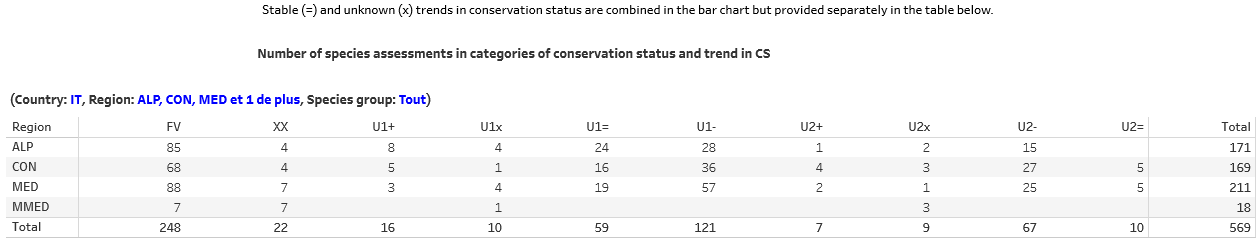 Stable (=) and unknown (x) trends in conservation status are combined in the bar chart but provided separately in the table below.
Number of species assessments in categories of conservation status and trend in CS
(Country: IT, Region: ALP, CON, MED et 1 de plus, Species group: Tout)
Region FV XX U1+ U1x U1= U1- U2+ U2x U2- U2= Total
ALP 85 4 8 4 24 28 1 2 15 171
CON 68 4 5 1 16 36 4 3 27 5 169
MED 88 7 3 4 19 57 2 1 25 5 211
MMED 7 7 1 3 18
Total 248 22 16 10 59 121 7 9 67 10 569